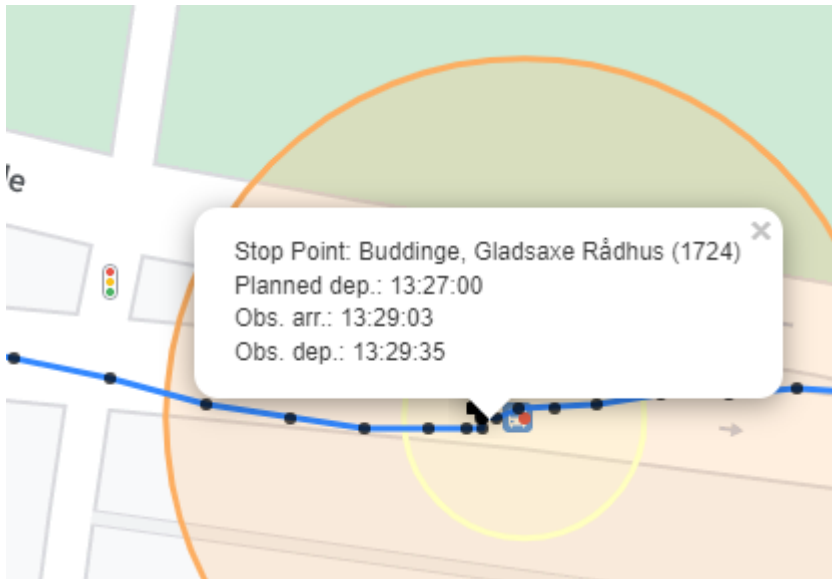 Stop Point: Buddinge, Gladsaxe Rådhus (1724)
Planned dep.: 13:27:00
Obs. arr.: 13:29:03
Obs. dep.: 13:29:35